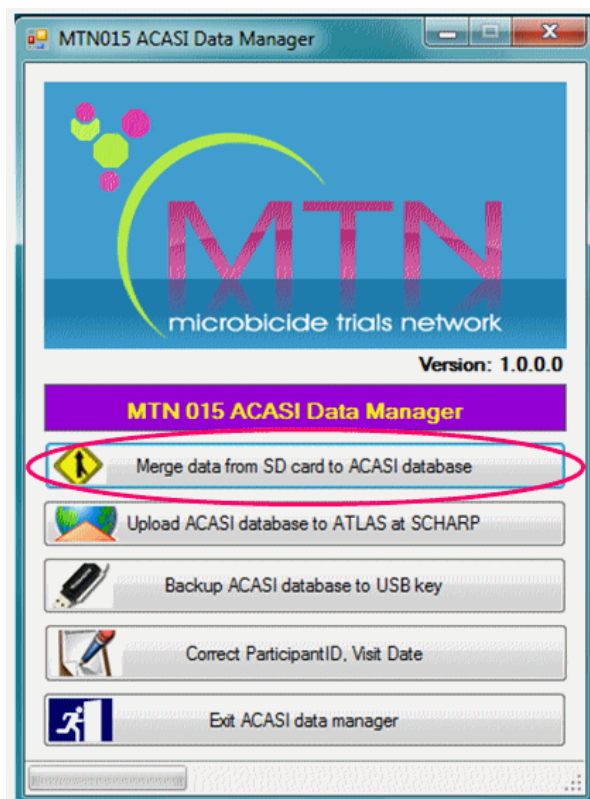 MTN015 ACASI Data Manager
MTN
microbicide trials network
Version: 1.0.0.0
MTN 015 ACASI Data Manager
Merge data from SD card to ACASI database
Upload ACASI database to ATLAS at SCHARP
Backup ACASI database to USB key
Correct ParticipantID, Visit Date
Exit ACASI data manager